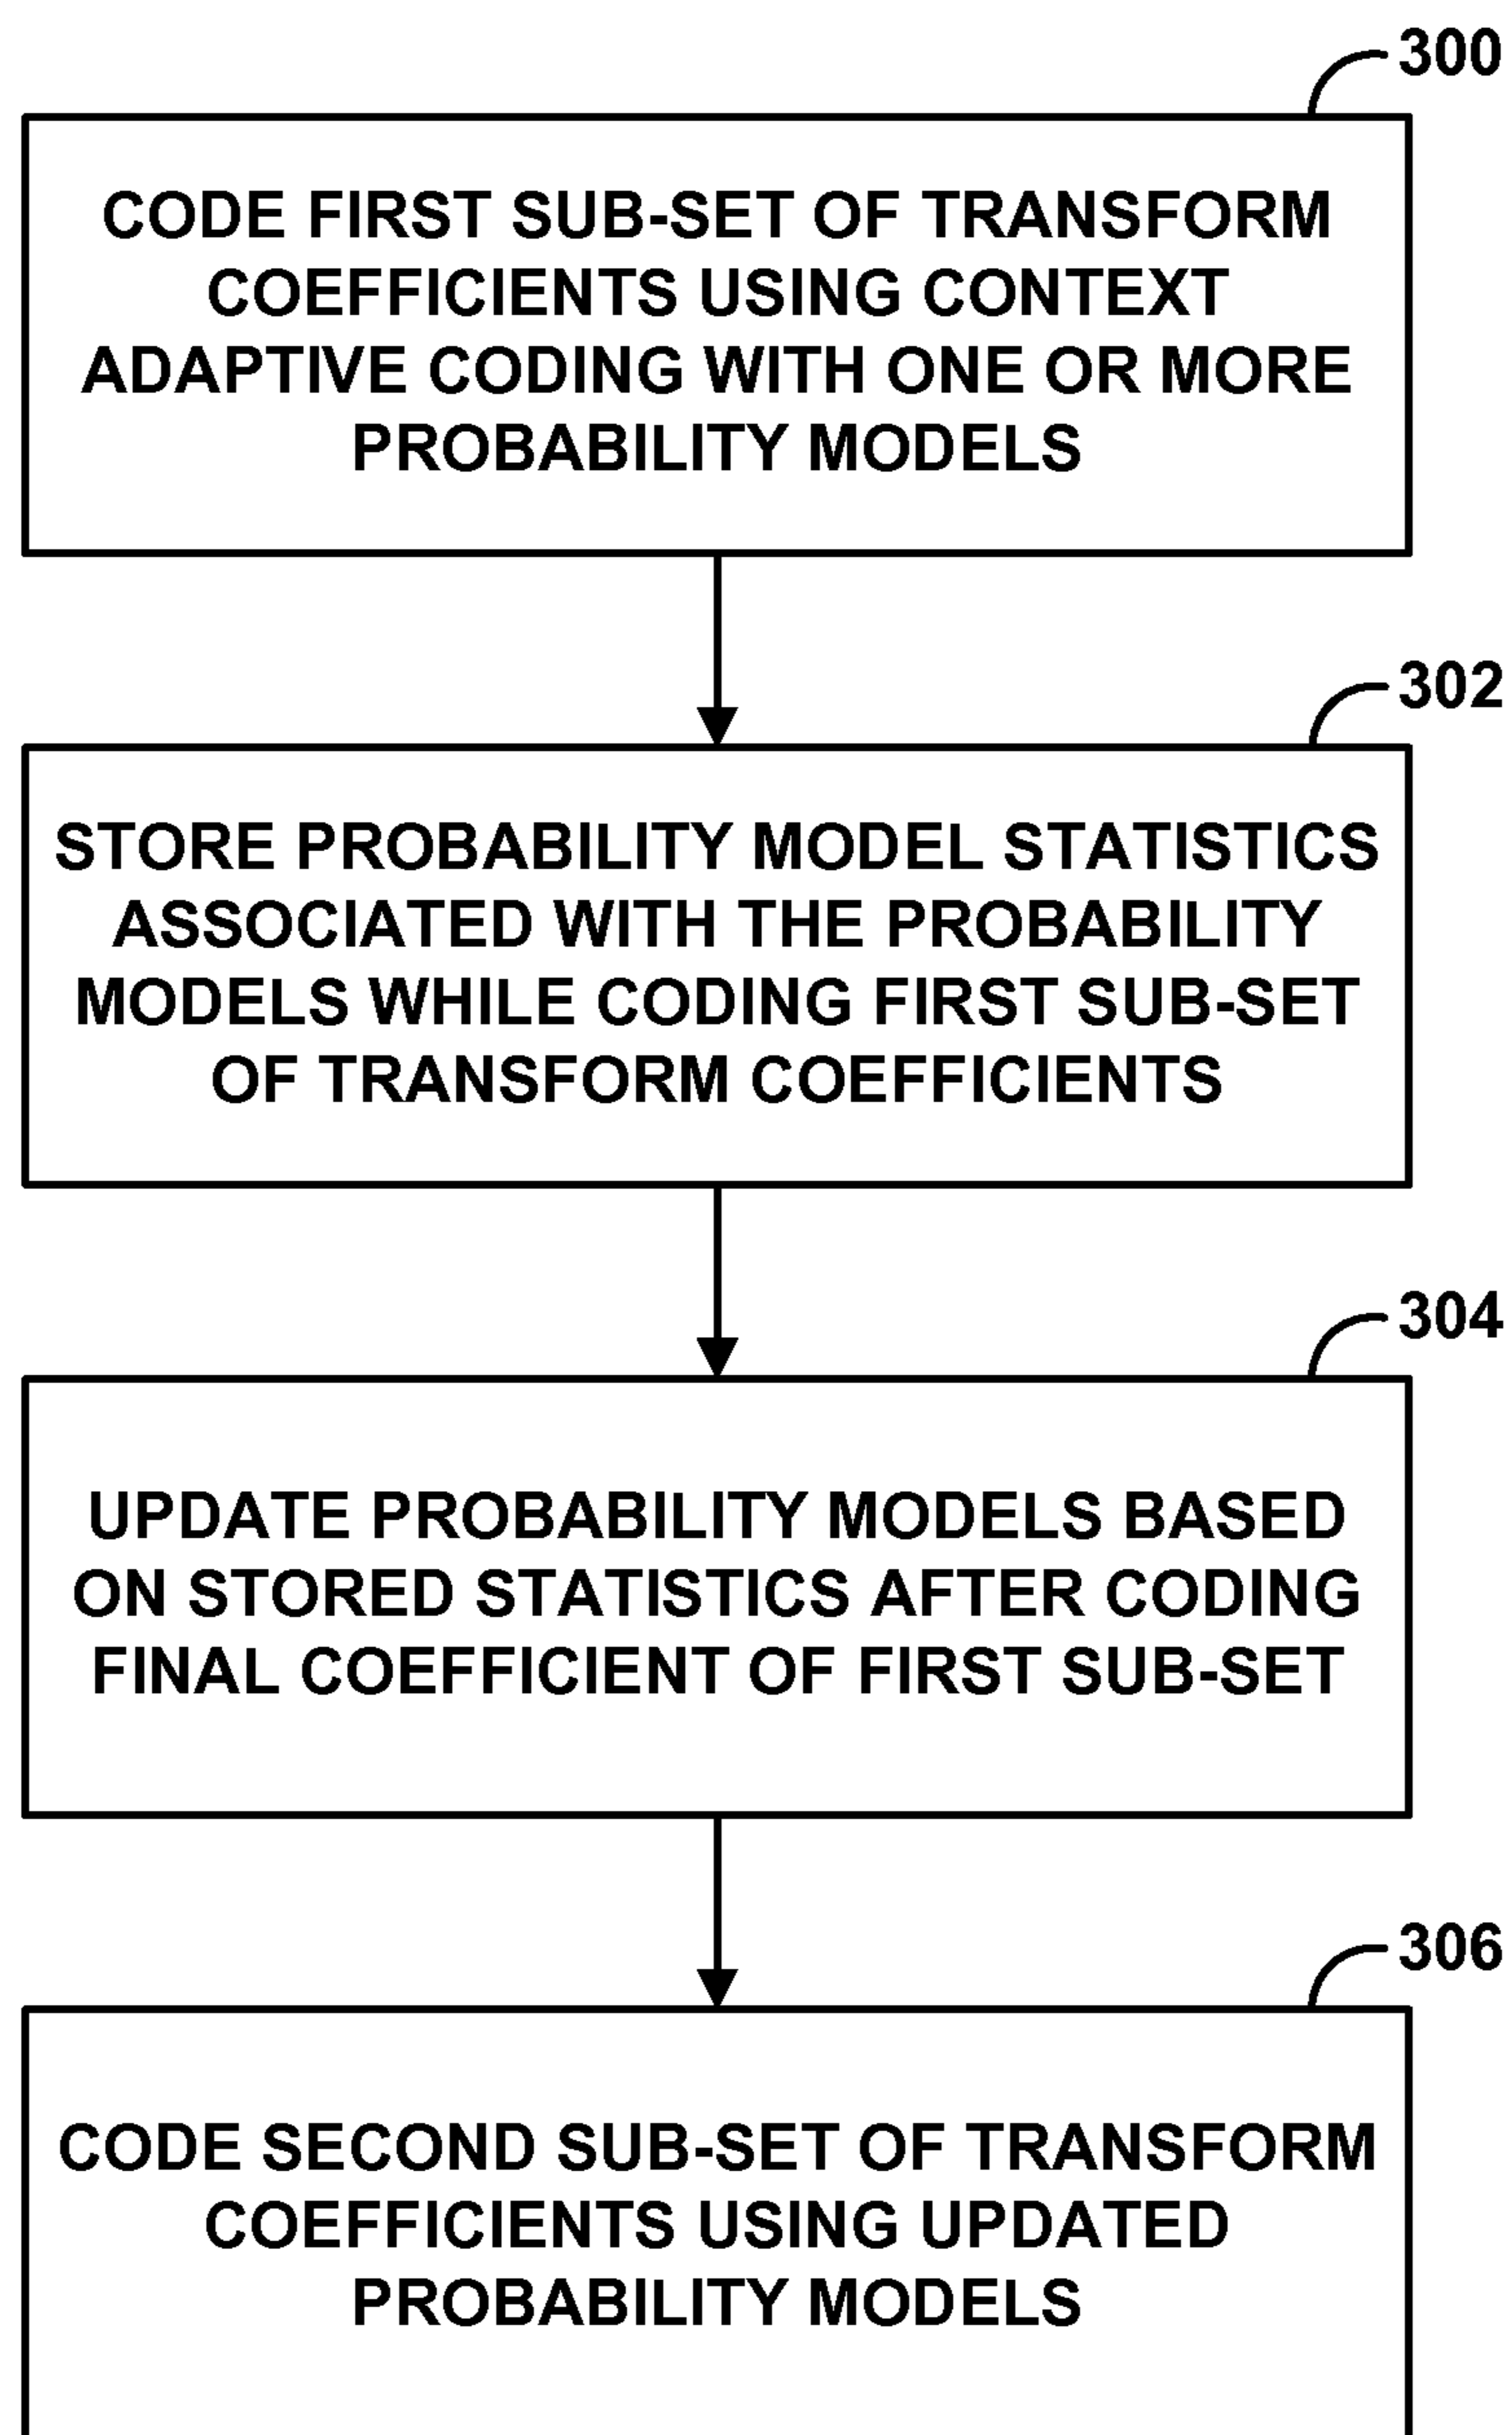 300
CODE FIRST SUB-SET OF TRANSFORM
COEFFICIENTS USING CONTEXT
ADAPTIVE CODING WITH ONE OR MORE
PROBABILITY MODELS
302
STORE PROBABILITY MODEL STATISTICS
ASSOCIATED WITH THE PROBABILITY
MODELS WHILE CODING FIRST SUB-SET
OF TRANSFORM COEFFICIENTS
304
UPDATE PROBABILITY MODELS BASED
ON STORED STATISTICS AFTER CODING
FINAL COEFFICIENT OF FIRST SUB-SET
306
CODE SECOND SUB-SET OF TRANSFORM
COEFFICIENTS USING UPDATED
PROBABILITY MODELS